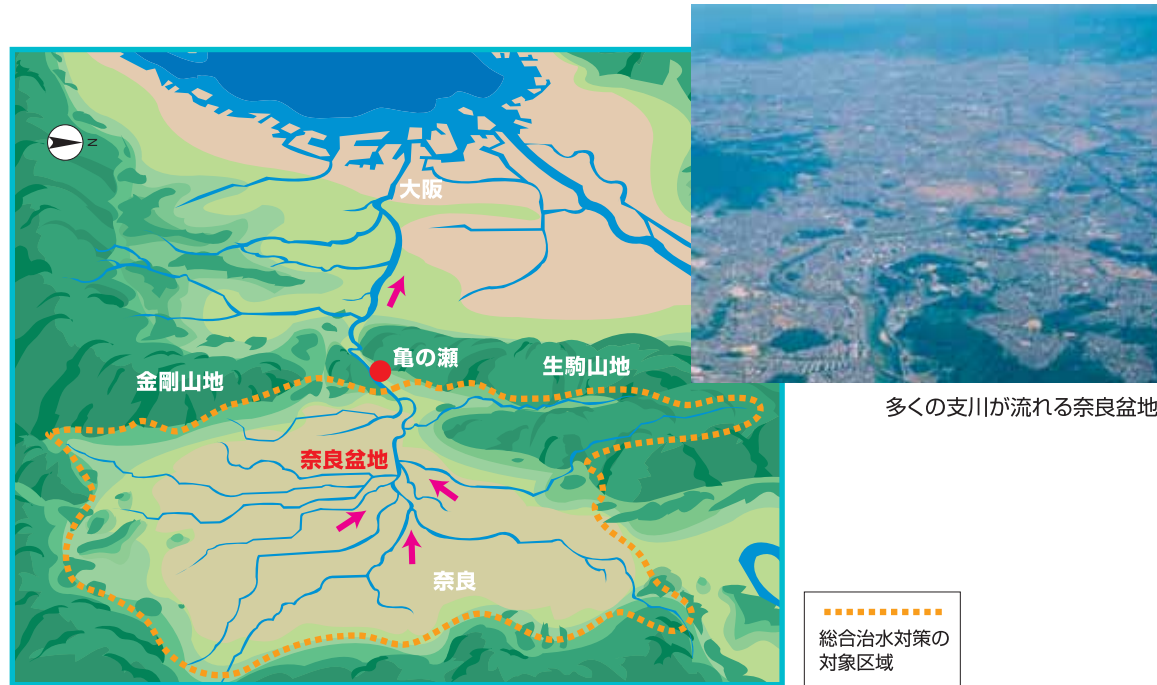 N
大阪
亀の瀬
金剛山地
生駒山地
奈良盆地
奈良
多くの支川が流れる奈良盆地
総合治水対策の
対象区域